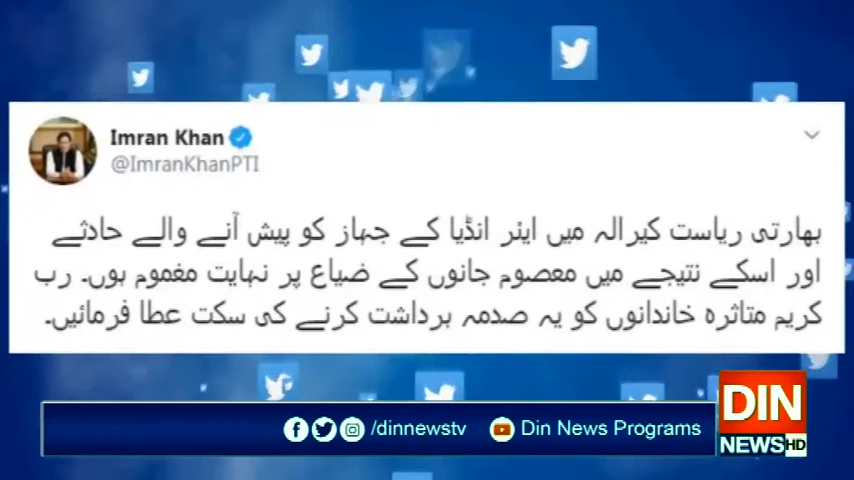 Imran Khan
@ImranKhanPTI
بھارتی ریاست کیرالہ میں ایئر انڈیا کے جہاز کو پیش آنے والے حادثے
اور اسکے نتیجے میں معصوم جانوں کے ضیاع پر نہایت مغموم ہوں۔ رب
کریم متاثرہ خاندانوں کو یہ صدمہ برداشت کرنے کی سکت عطا فرمائیں۔
/dinnewstv Din News Programs
DIN
NEWS HD